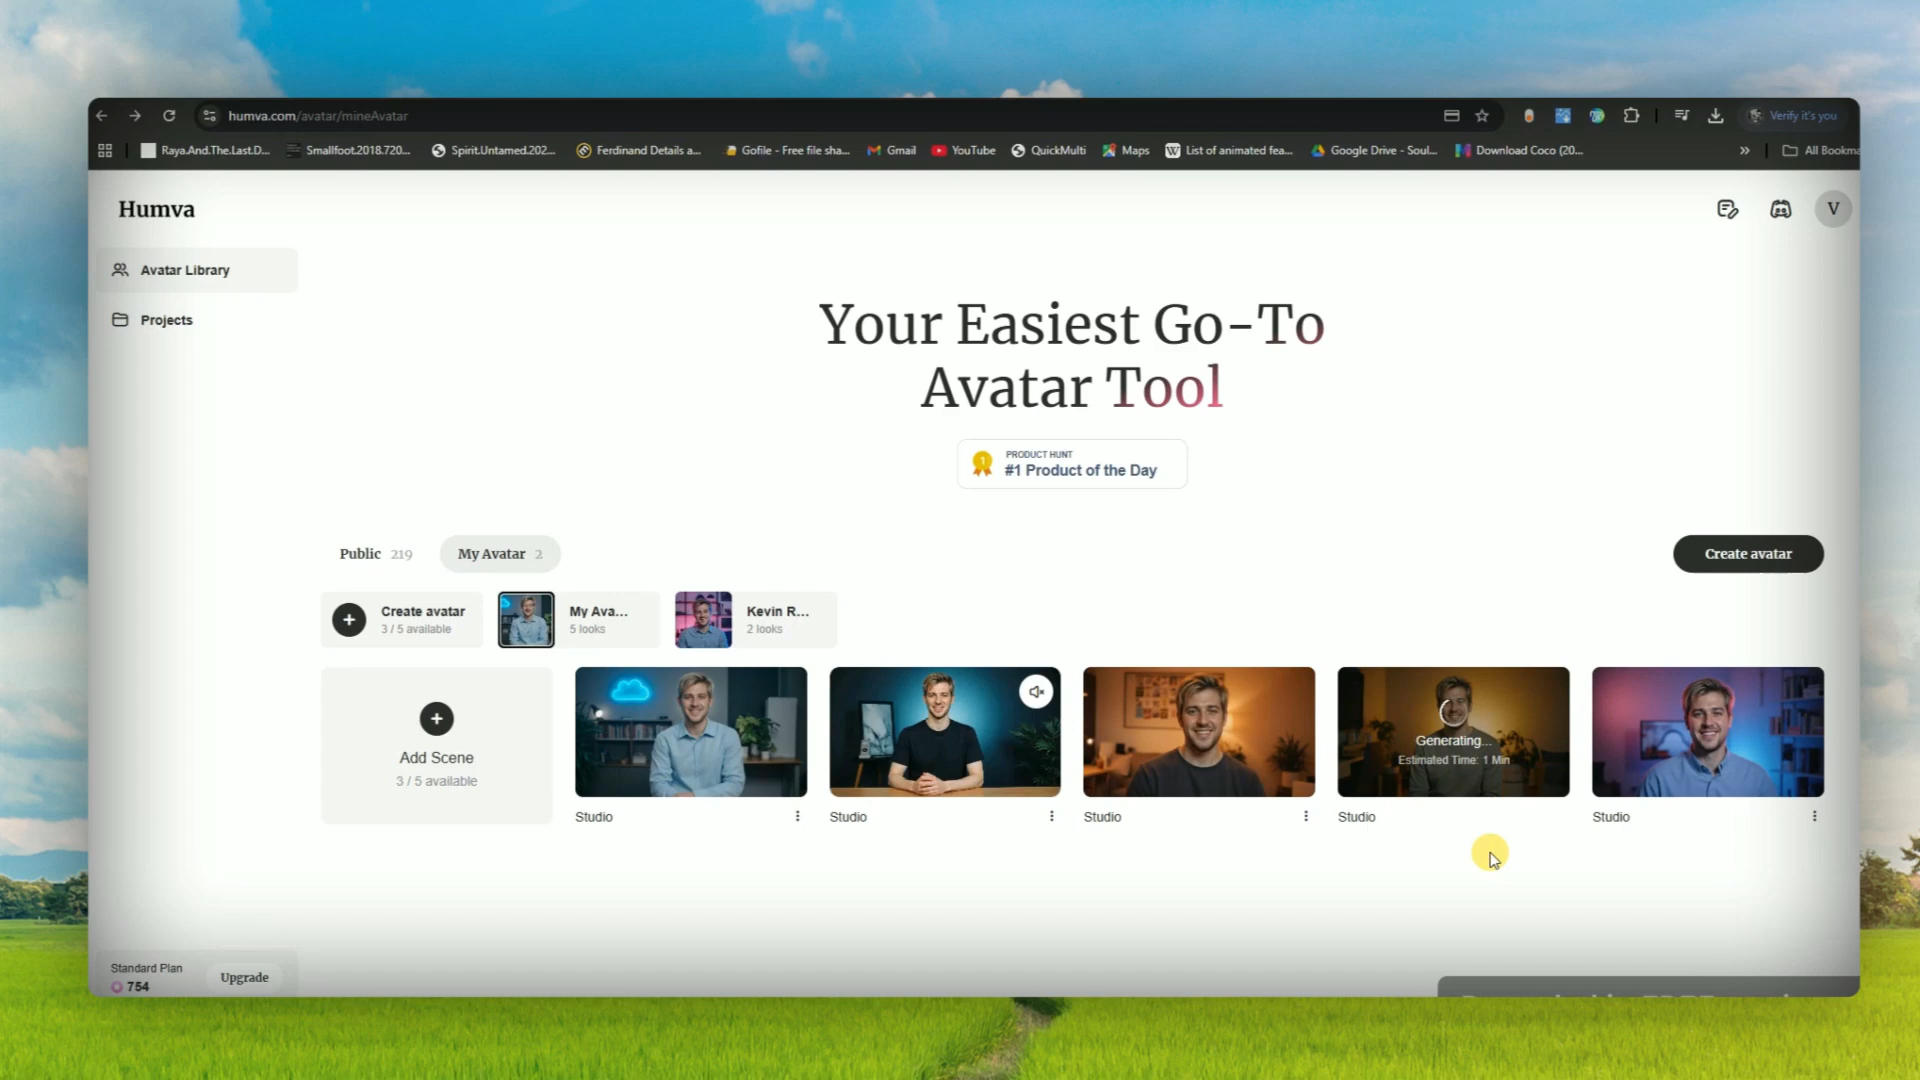 humva.com/avatar/mineAvatar
Verify it's you
Raya.And.The.Last.D...
Smallfoot.2018.720...
Spirit.Untamed.202...
Ferdinand Details a...
Gofile - Free file sha...
Gmail
YouTube
QuickMulti
Maps
W
List of animated fea...
Google Drive - Soul...
Download Coco (20...
All Bookma
Humva
V
Avatar Library
Projects
Your Easiest Go-To
Avatar Tool
1
PRODUCT HUNT
#1 Product of the Day
Public 219
My Avatar 2
Create avatar
Create avatar
3 / 5 available
My Ava...
5 looks
Kevin R...
2 looks
Add Scene
3 / 5 available
Generating...
Estimated Time: 1 Min
Studio
Studio
Studio
Studio
Studio
Standard Plan
754
Upgrade